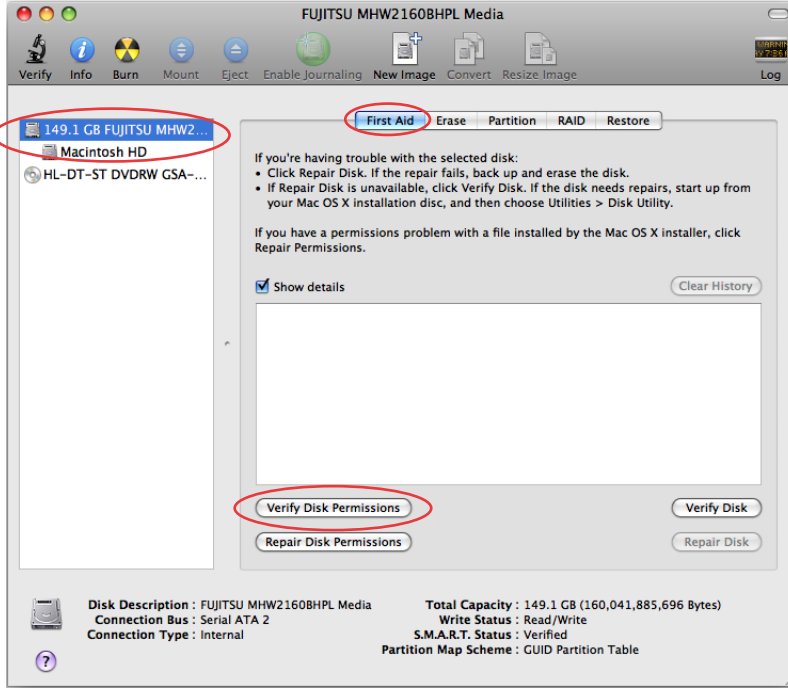 FUJITSU MHW2160BHPL Media
Verify Info Burn Mount Eject Enable Journaling New Image Convert Resize Image Log
149.1 GB FUJITSU MHW2...
Macintosh HD
HL-DT-ST DVDRW GSA-...
First Aid Erase Partition RAID Restore
If you're having trouble with the selected disk:
• Click Repair Disk. If the repair fails, back up and erase the disk.
• If Repair Disk is unavailable, click Verify Disk. If the disk needs repairs, start up from
your Mac OS X installation disc, and then choose Utilities > Disk Utility.
If you have a permissions problem with a file installed by the Mac OS X installer, click
Repair Permissions.
Show details
Clear History
Verify Disk Permissions
Verify Disk
Repair Disk Permissions
Repair Disk
Disk Description : FUJITSU MHW2160BHPL Media
Connection Bus : Serial ATA 2
Connection Type : Internal
Total Capacity : 149.1 GB (160,041,885,696 Bytes)
Write Status : Read/Write
S.M.A.R.T. Status : Verified
Partition Map Scheme : GUID Partition Table
?